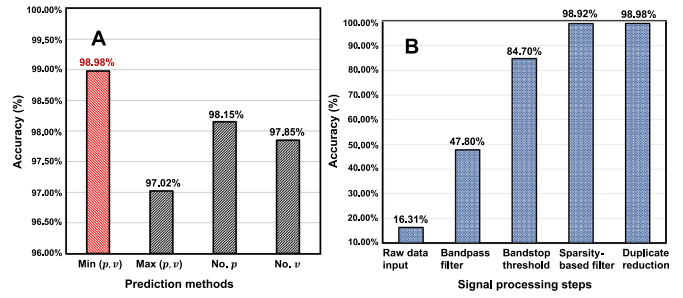 A
100.00%
99.50%
99.00%
98.50%
98.00%
97.50%
97.00%
96.50%
96.00%
Accuracy (%)
98.98%
97.02%
98.15%
97.85%
Min (p, v)
Max (p, v)
No. p
No. v
Prediction methods
B
100.00%
90.00%
80.00%
70.00%
60.00%
50.00%
40.00%
30.00%
20.00%
10.00%
Accuracy (%)
16.31%
47.80%
84.70%
98.92%
98.98%
Raw data
input
Bandpass
filter
Bandstop
threshold
Sparsity-
based filter
Duplicate
reduction
Signal processing steps